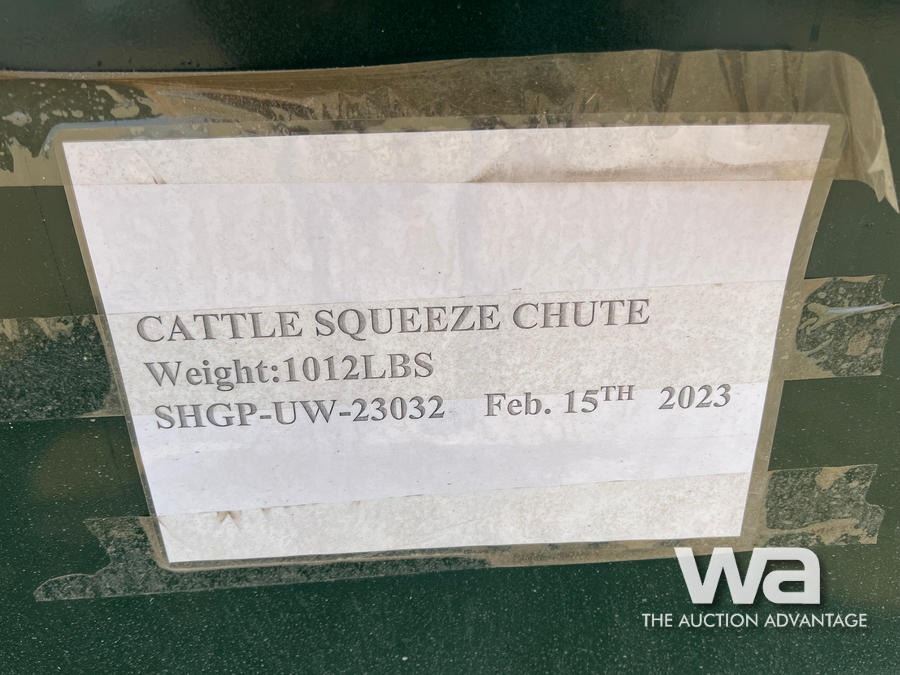 CATTLE SQUEEZE CHUTE
Weight:1012LBS
SHGP-UW-23032 Feb. 15TH 2023
wa
THE AUCTION ADVANTAGE